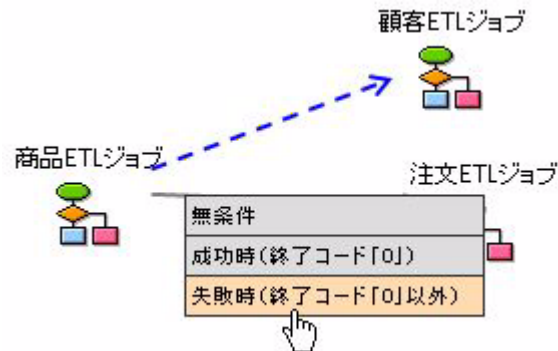 顧客ETLジョブ
商品ETLジョブ
注文ETLジョブ
無条件
成功時(終了コード「0」)
失敗時(終了コード「0」以外)